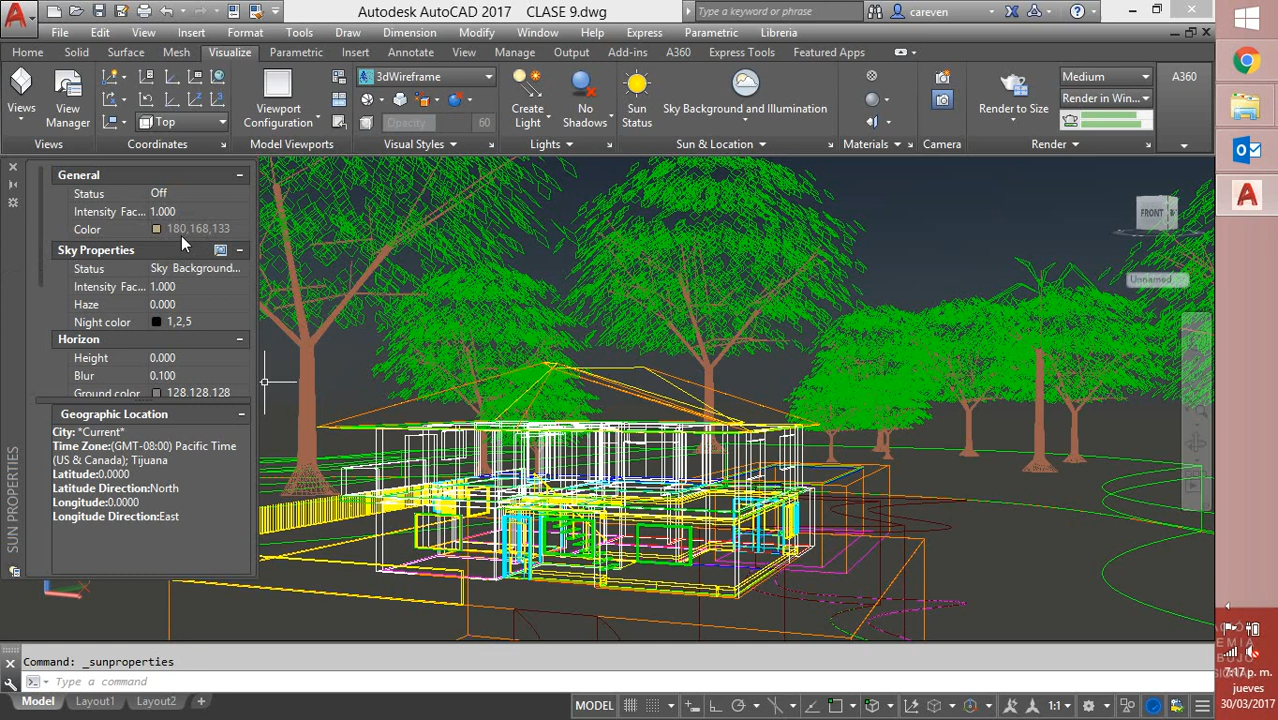 Autodesk AutoCAD 2017 CLASE 9.dwg
Type a keyword or phrase
careven
File Edit View Insert Format Tools Draw Dimension Modify Window Help Express Parametric Libreria
Home Solid Surface Mesh Visualize Parametric Insert Annotate View Manage Output Add-ins A360 Express Tools Featured Apps
3dWireframe
Medium
A360
Views
View
Manager
Top
Viewport
Configuration
Opacity 60
Create
Light
No
Shadows
Sun
Status
Sky Background and Illumination
Render to Size
Render in Win...
Views
Coordinates
Model Viewports
Visual Styles
Lights
Sun & Location
Materials
Camera
Render
General
Status Off
Intensity Fac... 1.000
Color 180,168,133
Sky Properties
Status Sky Background...
Intensity Fac... 1.000
Haze 0.000
Night color 1,2,5
Horizon
Height 0.000
Blur 0.100
Ground color 128,128,128
Geographic Location
City: *Current*
Time Zone:(GMT-08:00) Pacific Time
(US & Canada); Tijuana
Latitude:0.0000
Latitude Direction:North
Longitude:0.0000
Longitude Direction:East
SUN PROPERTIES
FRONT
Unnamed
Command: _sunproperties
Type a command
Model Layout1 Layout2 +
MODEL
1:1
7:17 p. m.
jueves
30/03/2017